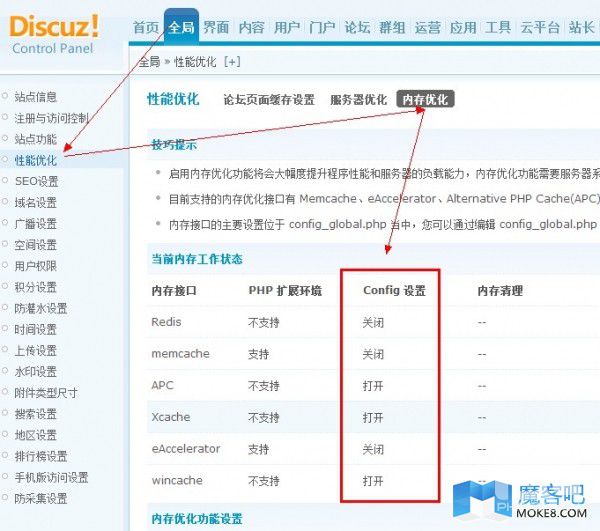 Discuz!
Control Panel
首页 全局 界面 内容 用户 门户 论坛 群组 运营 应用 工具 云平台 站长
全局 » 性能优化 [+]
站点信息
注册与访问控制
站点功能
性能优化
SEO设置
域名设置
广播设置
空间设置
用户权限
积分设置
防灌水设置
时间设置
上传设置
水印设置
附件类型尺寸
搜索设置
地区设置
排行榜设置
手机版访问设置
防采集设置
性能优化 论坛页面缓存设置 服务器优化 内存优化
技巧提示
启用内存优化功能将会大幅度提升程序性能和服务器的负载能力，内存优化功能需要服务器系
目前支持的内存优化接口有 Memcache、eAccelerator、Alternative PHP Cache(APC)
内存接口的主要设置位于 config_global.php 当中，您可以通过编辑 config_global.php
当前内存工作状态
内存接口 PHP 扩展环境 Config 设置 内存清理
Redis 不支持 关闭 --
memcache 支持 关闭 --
APC 不支持 打开 --
Xcache 不支持 打开 --
eAccelerator 支持 关闭 --
wincache 不支持 打开 --
内存优化功能设置
魔客吧
MOKE8.COM